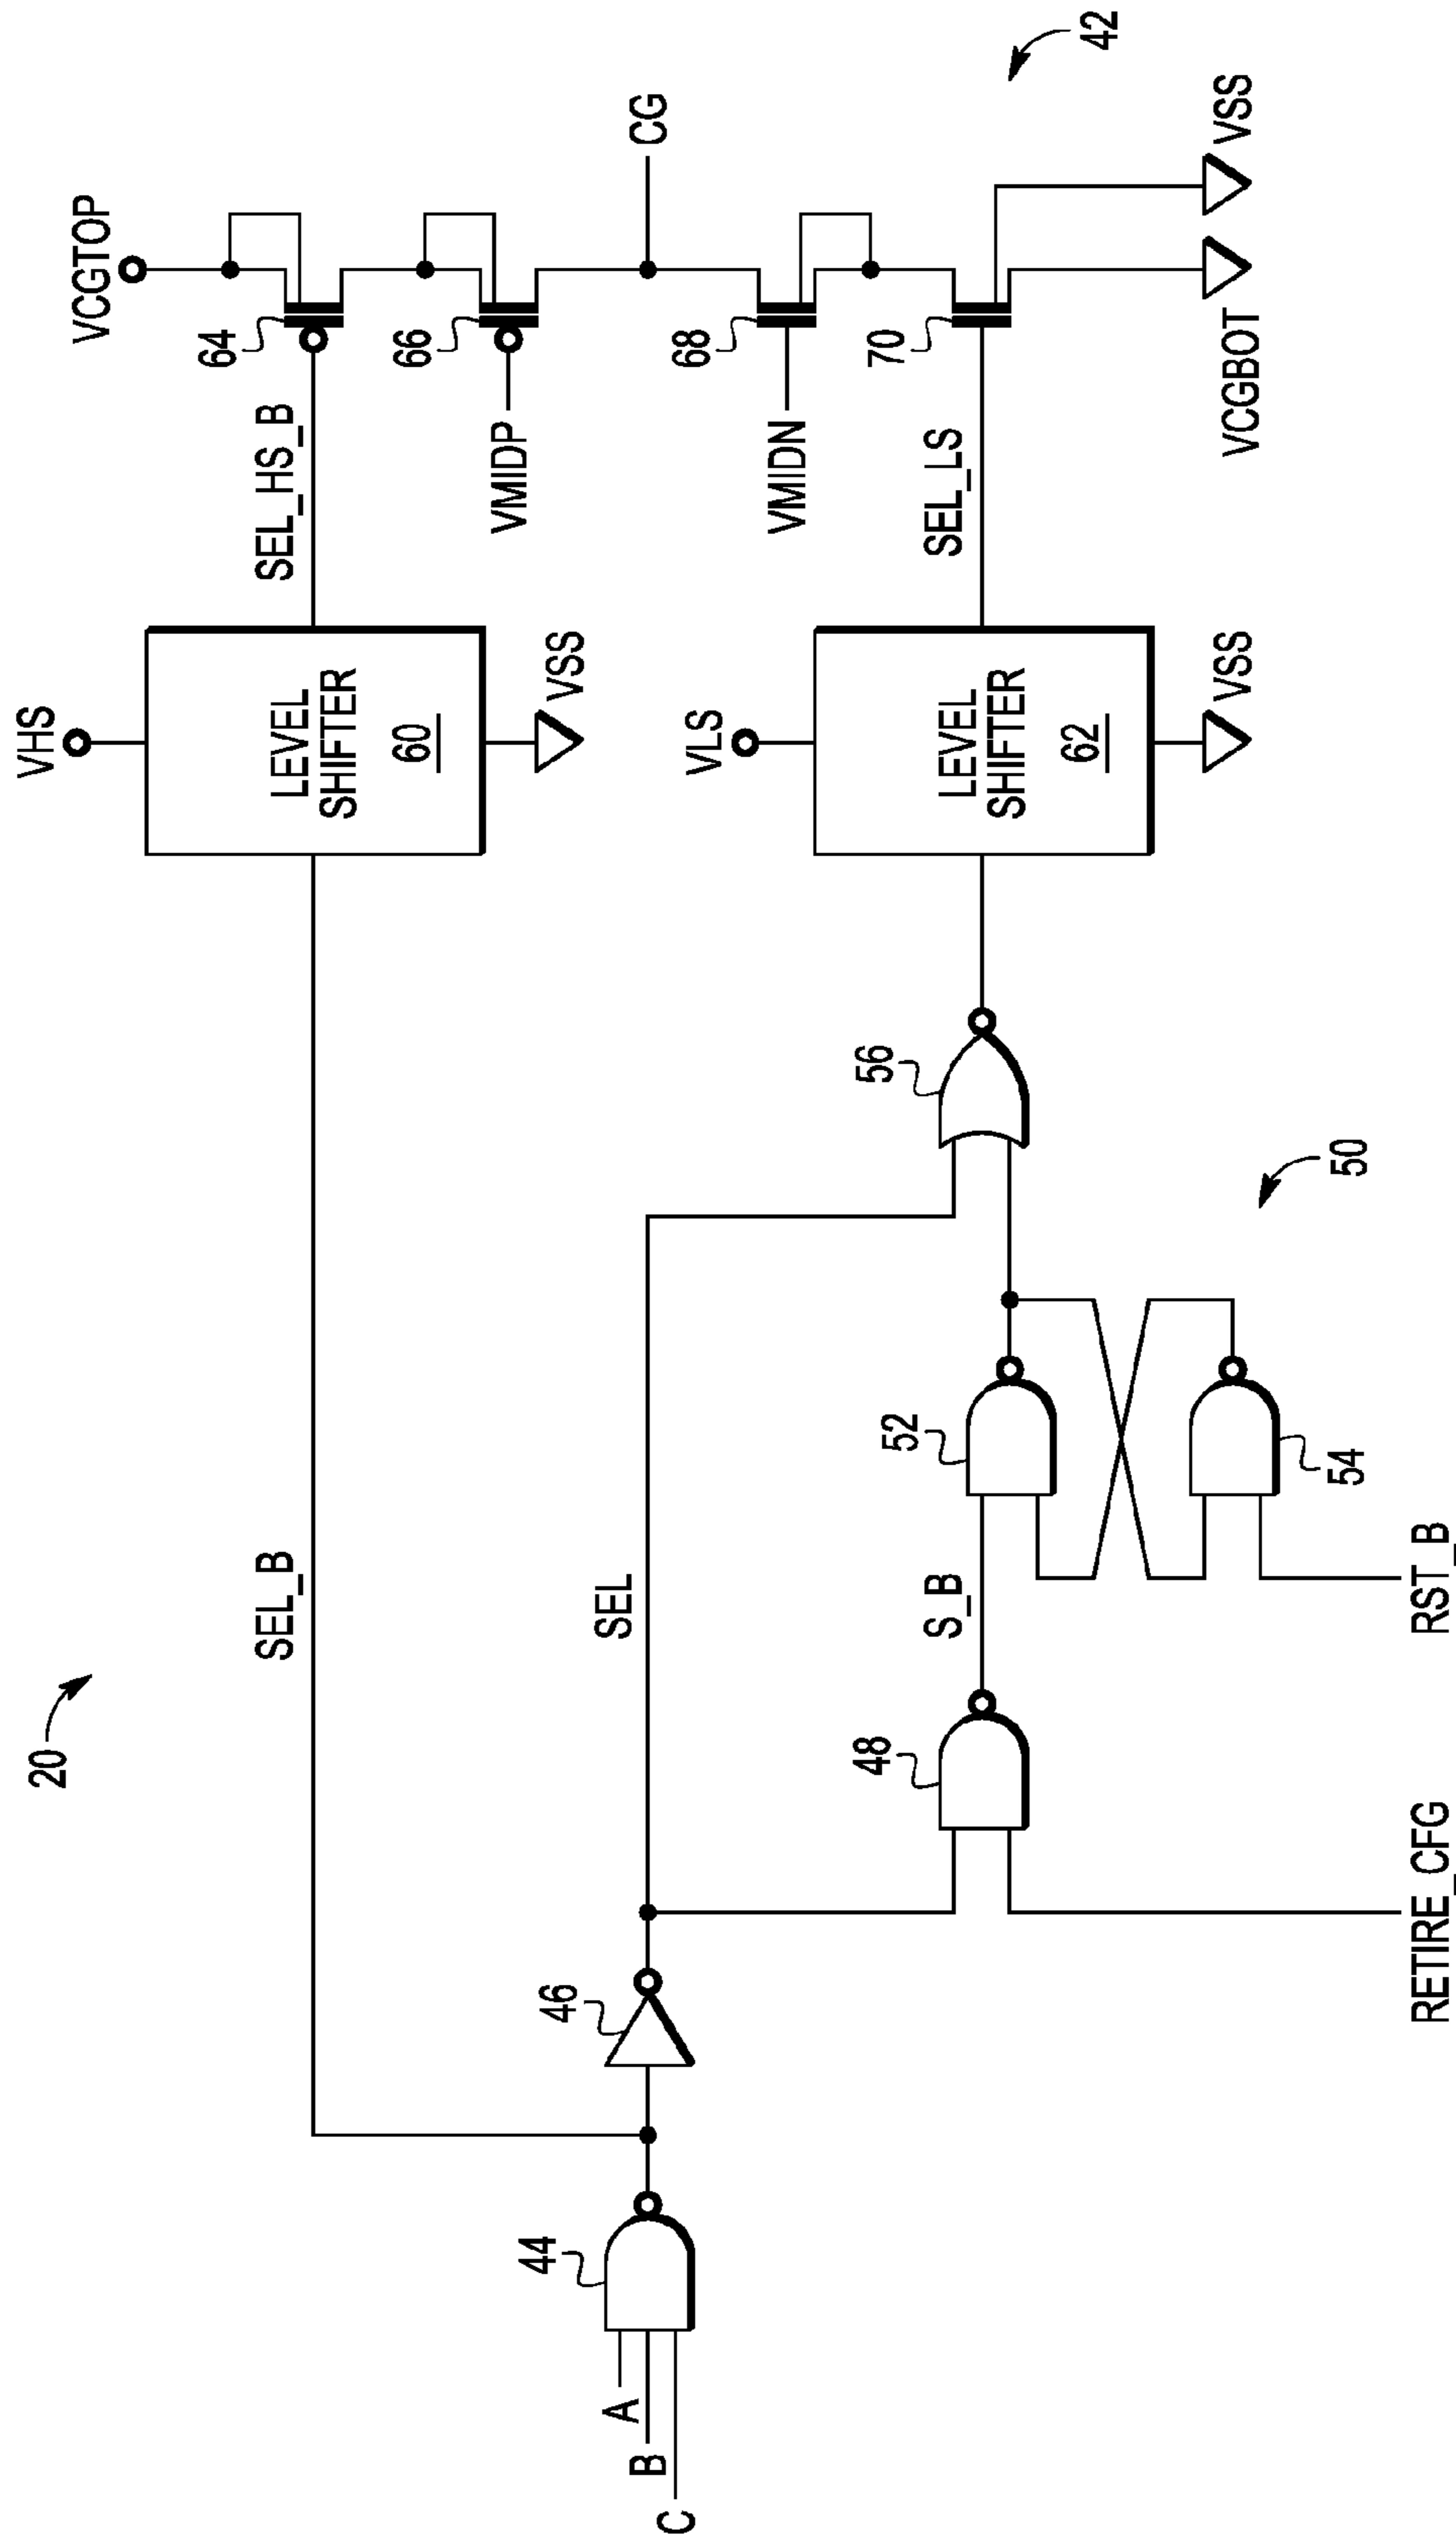 20
VHS
VCGTOP
SEL_B
LEVEL
SHIFTER
60
VSS
SEL_HS_B
64
66
VMIDP
CG
42
A
B
C
44
46
SEL
VLS
LEVEL
SHIFTER
62
VSS
VMIDN
68
70
SEL_LS
VCGBOT
VSS
48
S_B
52
54
56
50
RETIRE_CFG
RST_B